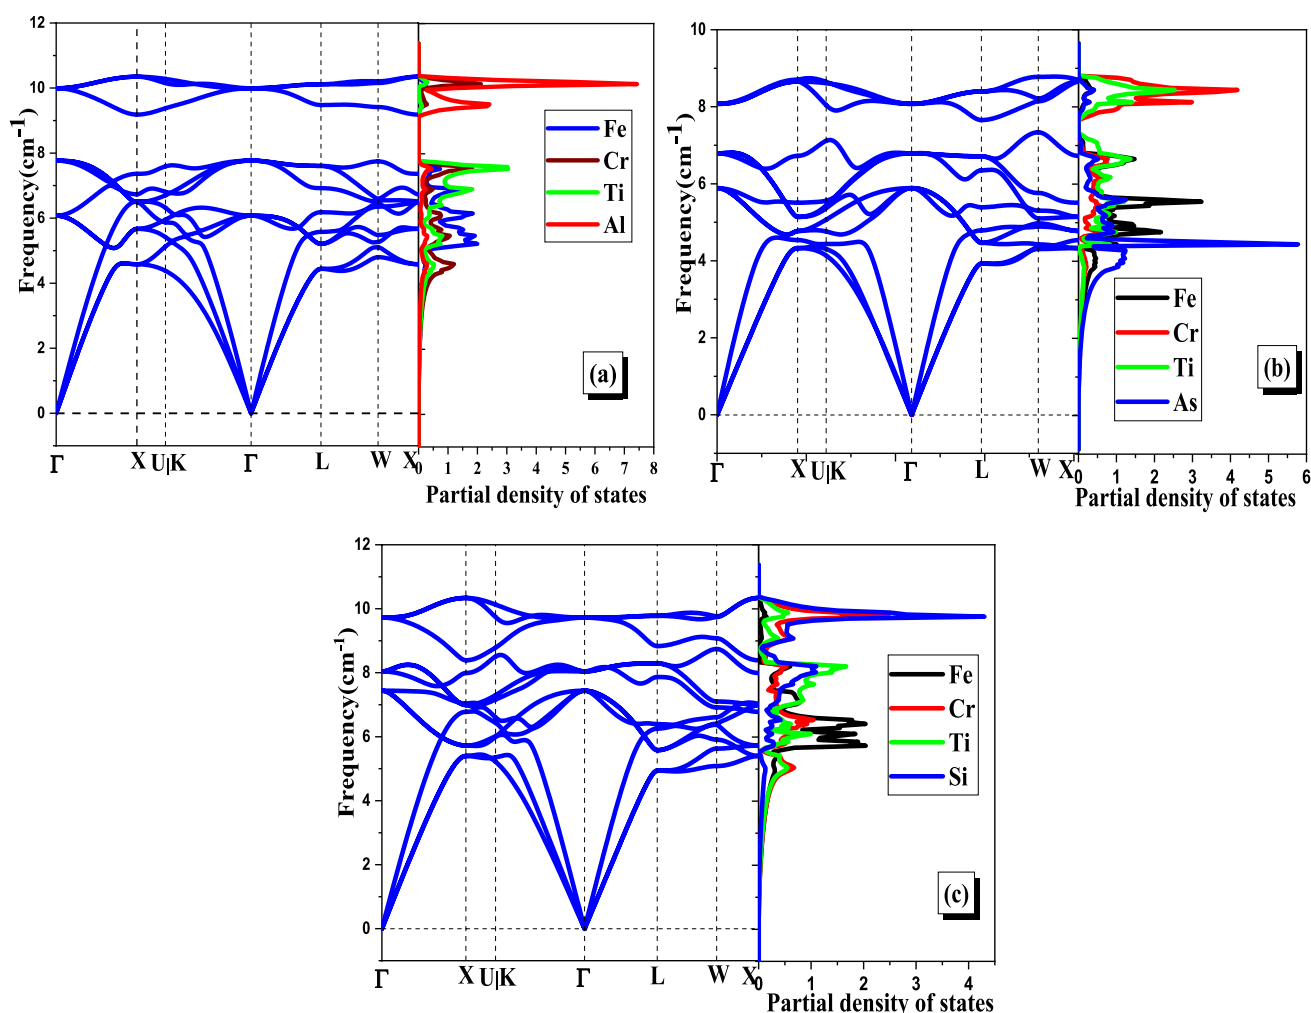 12
10
8
6
4
2
0
Frequency(cm-1)
Γ X U|K Γ L W X
0 1 2 3 4 5 6 7 8
Partial density of states
Fe
Cr
Ti
Al
(a)
10
8
6
4
2
0
Frequency(cm-1)
Γ X U|K Γ L W X
0 1 2 3 4 5 6
Partial density of states
Fe
Cr
Ti
As
(b)
12
10
8
6
4
2
0
Frequency(cm-1)
Γ X U|K Γ L W X
0 1 2 3 4
Partial density of states
Fe
Cr
Ti
Si
(c)